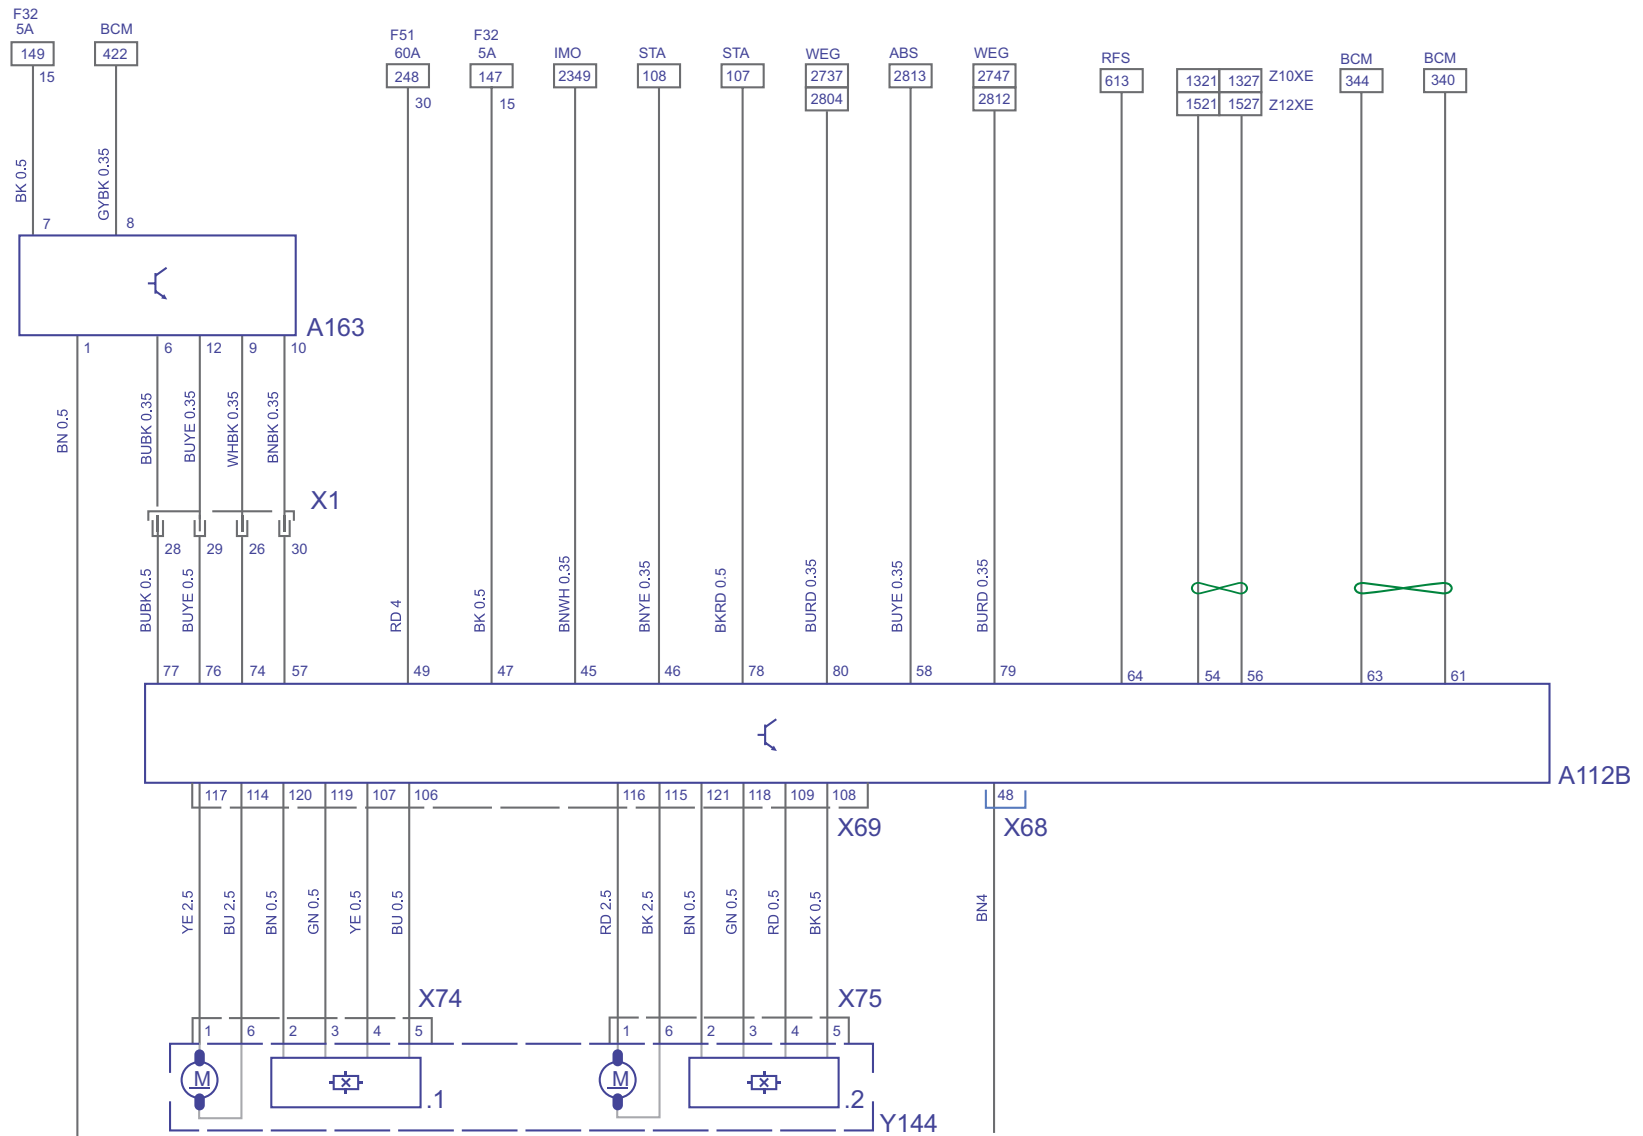 F32
5A BCM
149 422
15
F51 F32
60A 5A IMO STA STA WEG ABS WEG RFS BCM BCM
248 147 2349 108 107 2737 2813 2747 613 1321 1327 Z10XE 344 340
2804 2812 1521 1527 Z12XE
30 15
BK 0.5 GYBK 0.35
7 8
A163
1 6 12 9 10
BN 0.5 BUBK 0.35 BUYE 0.35 WHBK 0.35 BNBK 0.35
X1
28 29 26 30
BUBK 0.5 BUYE 0.5 RD 4 BK 0.5 BNWH 0.35 BNYE 0.35 BKRD 0.5 BURD 0.35 BUYE 0.35 BURD 0.35
77 76 74 57 49 47 45 46 78 80 58 79 64 54 56 63 61
A112B
117 114 120 119 107 106 116 115 121 118 109 108 48
X69 X68
YE 2.5 BU 2.5 BN 0.5 GN 0.5 YE 0.5 BU 0.5 RD 2.5 BK 2.5 BN 0.5 GN 0.5 RD 0.5 BK 0.5 BN4
X74 X75
1 6 2 3 4 5 1 6 2 3 4 5
M .1 M .2
Y144